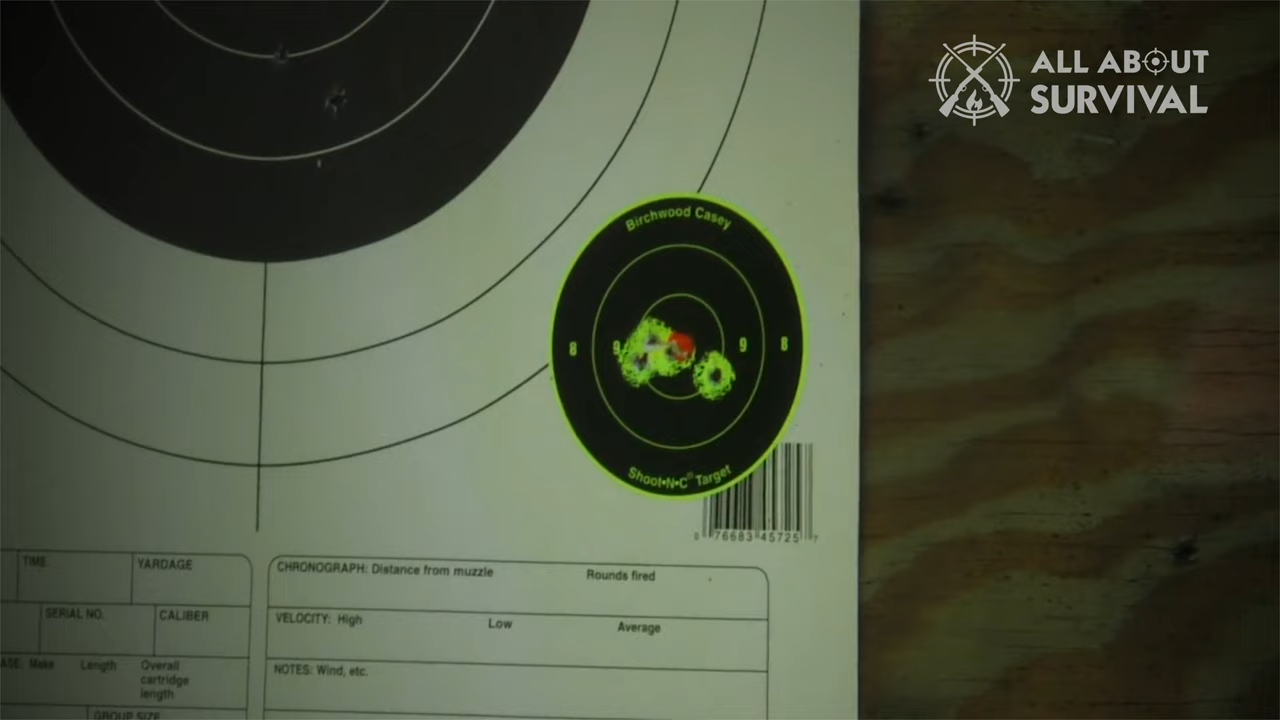 ALL ABOUT
SURVIVAL
Birchwood Casey
8 9 9 8
Shoot•N•C® Target
0 76683 45725 7
TIME
YARDAGE
SERIAL NO.
CALIBER
Make Length Overall
cartridge
length
GROUP SIZE
CHRONOGRAPH: Distance from muzzle Rounds fired
VELOCITY: High Low Average
NOTES: Wind, etc.